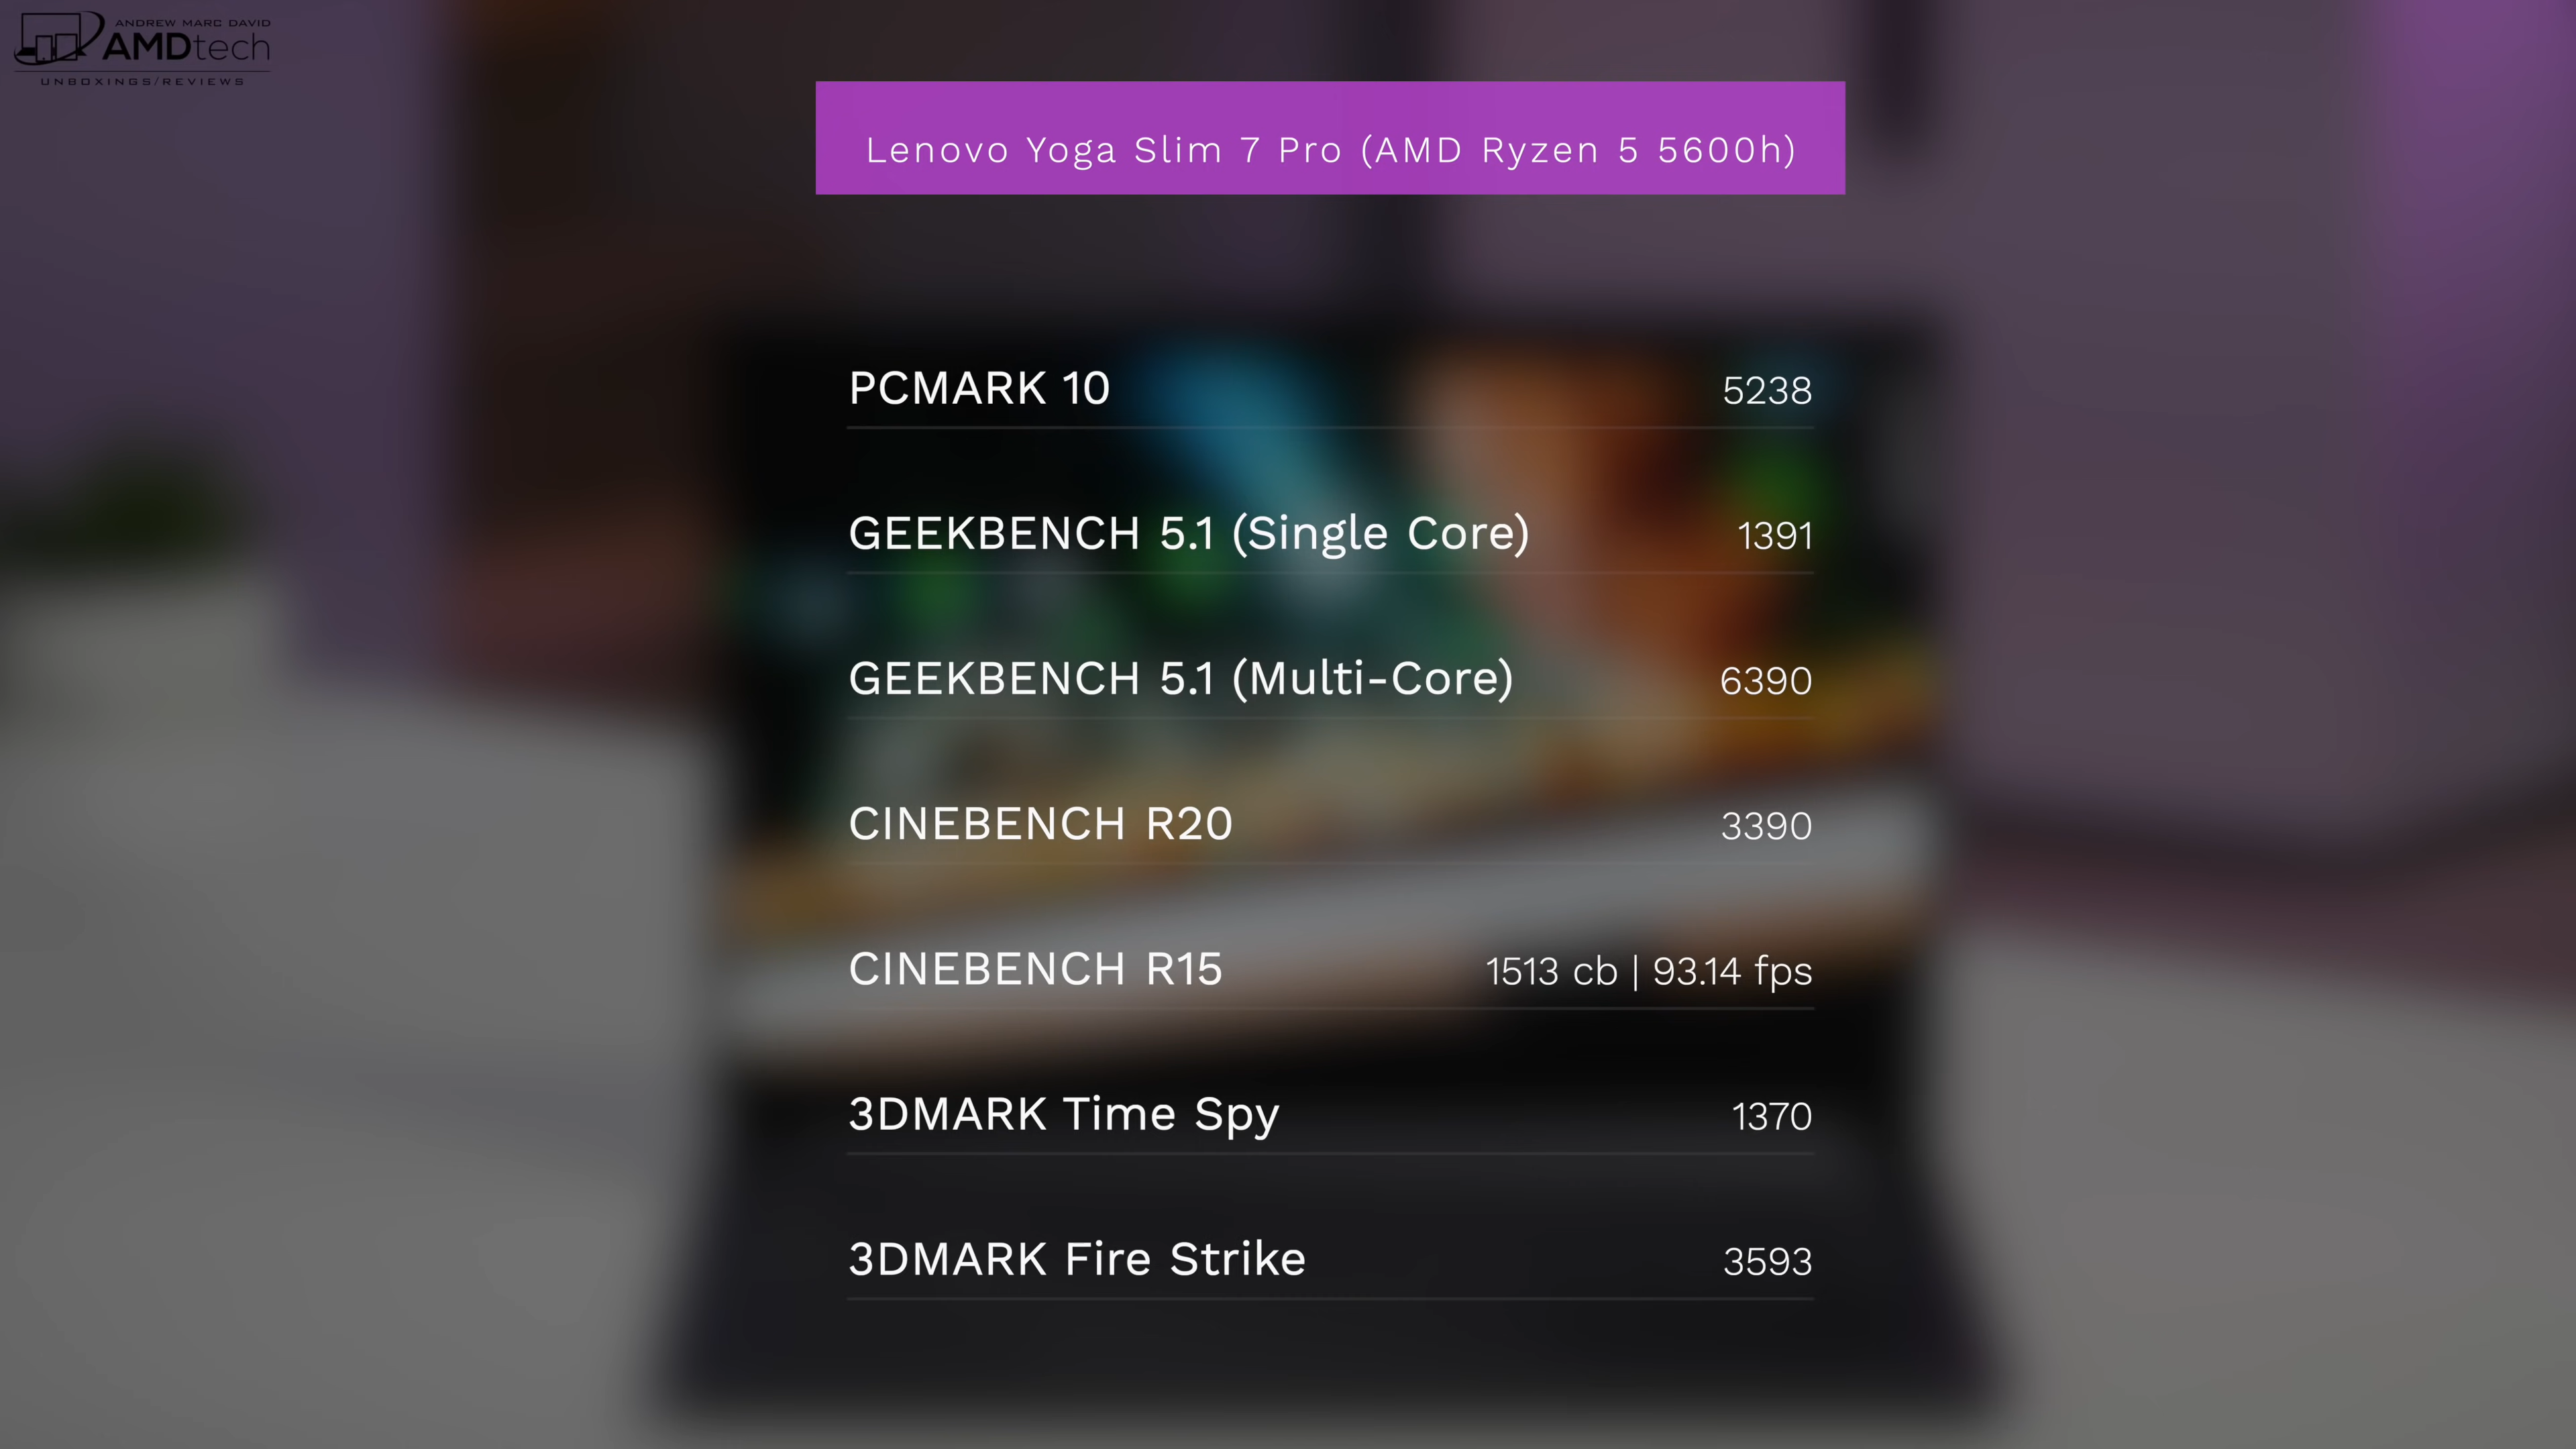 ANDREW MARC DAVID
AMDtech
UNBOXINGS/REVIEWS
Lenovo Yoga Slim 7 Pro (AMD Ryzen 5 5600h)
PCMARK 10 5238
GEEKBENCH 5.1 (Single Core) 1391
GEEKBENCH 5.1 (Multi-Core) 6390
CINEBENCH R20 3390
CINEBENCH R15 1513 cb | 93.14 fps
3DMARK Time Spy 1370
3DMARK Fire Strike 3593